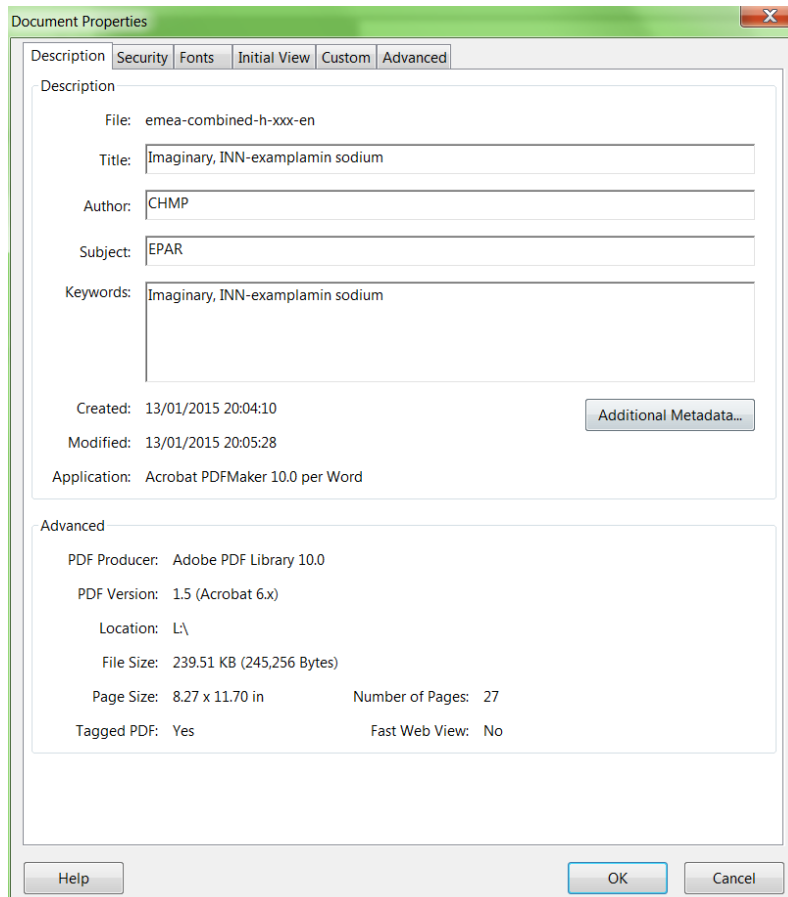 Document Properties
X
Description Security Fonts Initial View Custom Advanced
Description
File: emea-combined-h-xxx-en
Title: Imaginary, INN-examplamin sodium
Author: CHMP
Subject: EPAR
Keywords: Imaginary, INN-examplamin sodium
Created: 13/01/2015 20:04:10
Additional Metadata...
Modified: 13/01/2015 20:05:28
Application: Acrobat PDFMaker 10.0 per Word
Advanced
PDF Producer: Adobe PDF Library 10.0
PDF Version: 1.5 (Acrobat 6.x)
Location: L:\
File Size: 239.51 KB (245,256 Bytes)
Page Size: 8.27 x 11.70 in Number of Pages: 27
Tagged PDF: Yes Fast Web View: No
Help OK Cancel